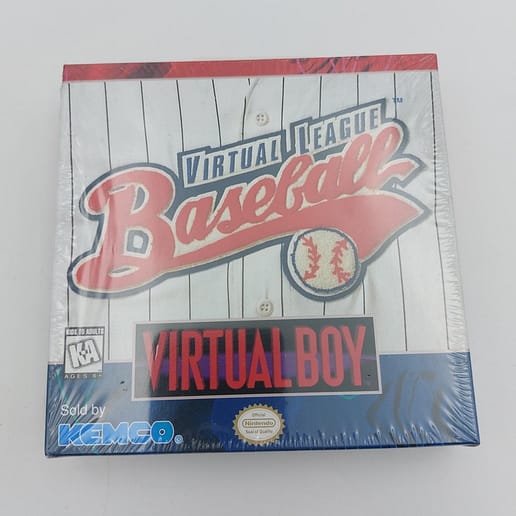 VIRTUAL LEAGUE
Baseball
TM
VIRTUAL BOY
KIDS TO ADULTS
K-A
AGES 6+
Sold by
KEMCO®
Official
Nintendo
Seal of Quality